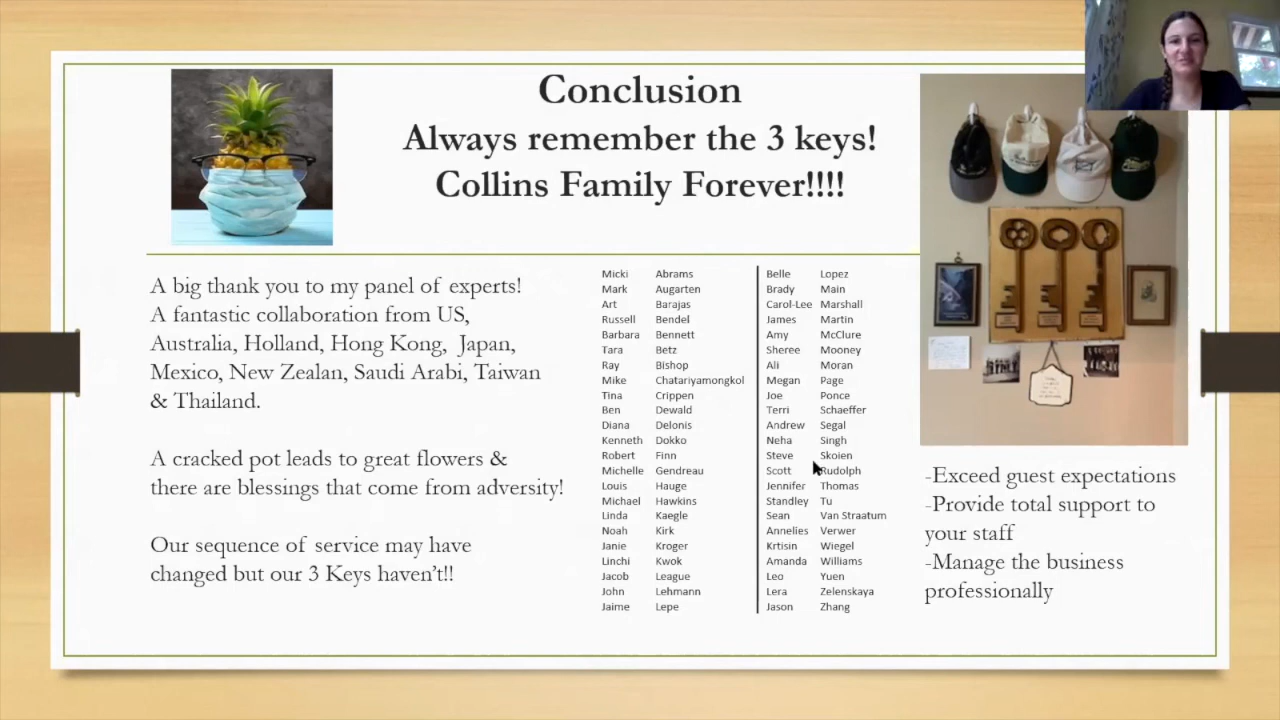 Conclusion
Always remember the 3 keys!
Collins Family Forever!!!!
A big thank you to my panel of experts!
A fantastic collaboration from US,
Australia, Holland, Hong Kong, Japan,
Mexico, New Zealan, Saudi Arabi, Taiwan
& Thailand.
A cracked pot leads to great flowers &
there are blessings that come from adversity!
Our sequence of service may have
changed but our 3 Keys haven't!!
Micki Abrams
Mark Augarten
Art Barajas
Russell Bendel
Barbara Bennett
Tara Betz
Ray Bishop
Mike Chatariyamongkol
Tina Crippen
Ben Dewald
Diana Delonis
Kenneth Dokko
Robert Finn
Michelle Gendreau
Louis Hauge
Michael Hawkins
Linda Kaegle
Noah Kirk
Janie Kroger
Linchi Kwok
Jacob League
John Lehmann
Jaime Lepe
Belle Lopez
Brady Main
Carol-Lee Marshall
James Martin
Amy McClure
Sheree Mooney
Ali Moran
Megan Page
Joe Ponce
Terri Schaeffer
Andrew Segal
Neha Singh
Steve Skoien
Scott Rudolph
Jennifer Thomas
Standley Tu
Sean Van Straatum
Annelies Verwer
Krtisin Wiegel
Amanda Williams
Leo Yuen
Lera Zelenskaya
Jason Zhang
-Exceed guest expectations
-Provide total support to
your staff
-Manage the business
professionally